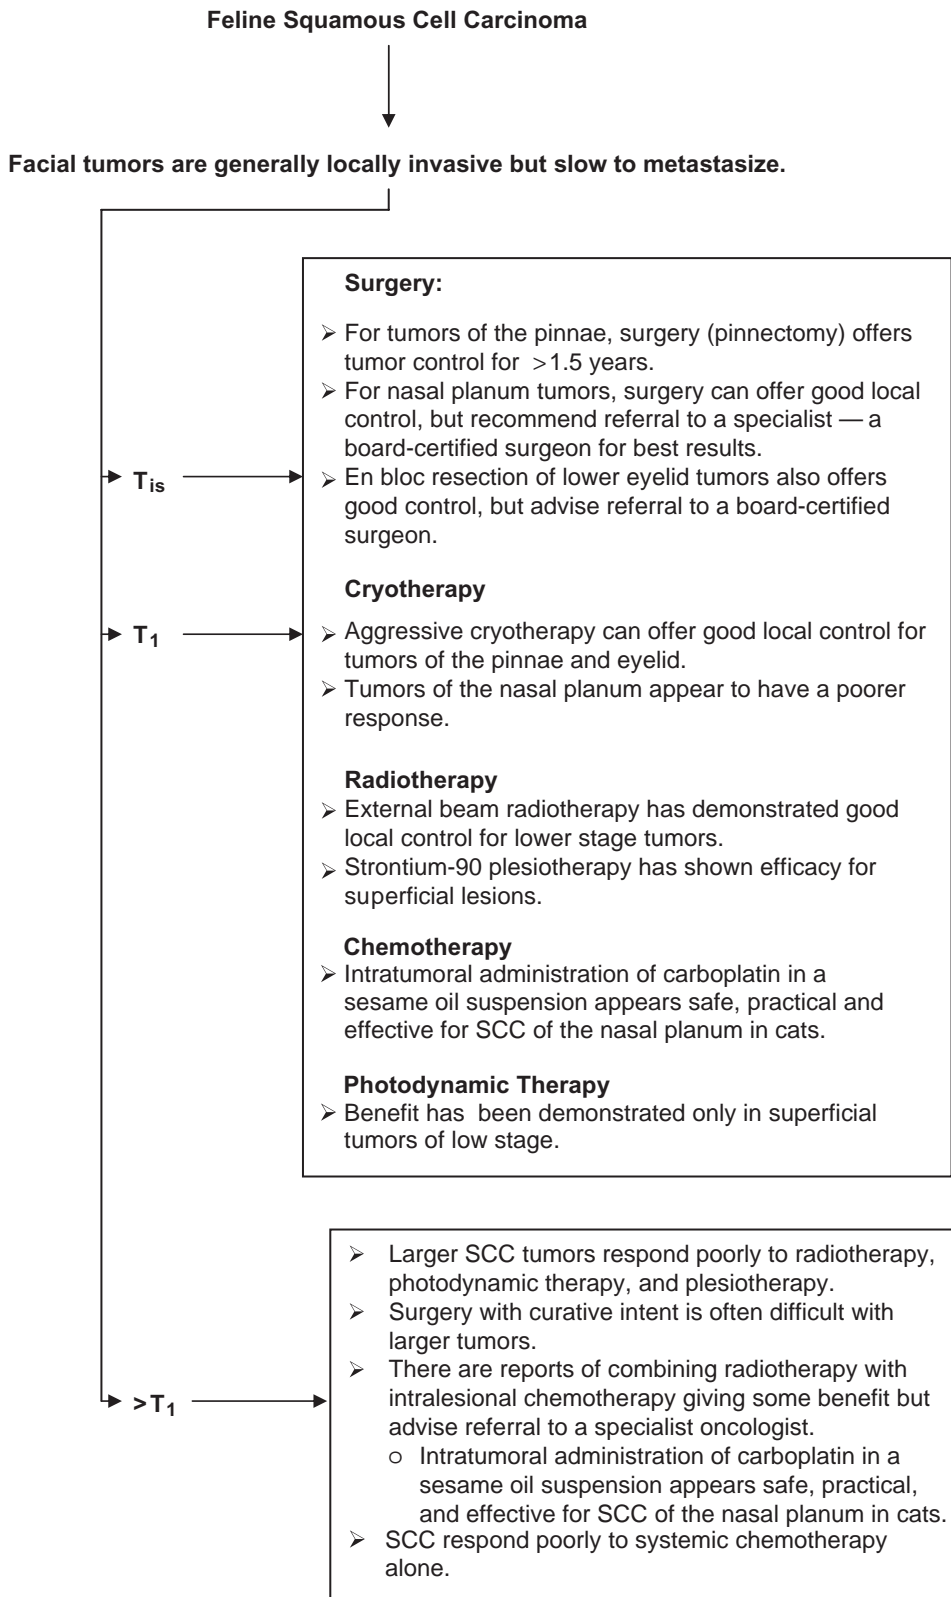 Feline Squamous Cell Carcinoma
Facial tumors are generally locally invasive but slow to metastasize.
Tis
Surgery:
➢ For tumors of the pinnae, surgery (pinnectomy) offers
tumor control for >1.5 years.
➢ For nasal planum tumors, surgery can offer good local
control, but recommend referral to a specialist — a
board-certified surgeon for best results.
➢ En bloc resection of lower eyelid tumors also offers
good control, but advise referral to a board-certified
surgeon.
T1
Cryotherapy
➢ Aggressive cryotherapy can offer good local control for
tumors of the pinnae and eyelid.
➢ Tumors of the nasal planum appear to have a poorer
response.
Radiotherapy
➢ External beam radiotherapy has demonstrated good
local control for lower stage tumors.
➢ Strontium-90 plesiotherapy has shown efficacy for
superficial lesions.
Chemotherapy
➢ Intratumoral administration of carboplatin in a
sesame oil suspension appears safe, practical and
effective for SCC of the nasal planum in cats.
Photodynamic Therapy
➢ Benefit has been demonstrated only in superficial
tumors of low stage.
>T1
➢ Larger SCC tumors respond poorly to radiotherapy,
photodynamic therapy, and plesiotherapy.
➢ Surgery with curative intent is often difficult with
larger tumors.
➢ There are reports of combining radiotherapy with
intralesional chemotherapy giving some benefit but
advise referral to a specialist oncologist.
o Intratumoral administration of carboplatin in a
sesame oil suspension appears safe, practical,
and effective for SCC of the nasal planum in cats.
➢ SCC respond poorly to systemic chemotherapy
alone.